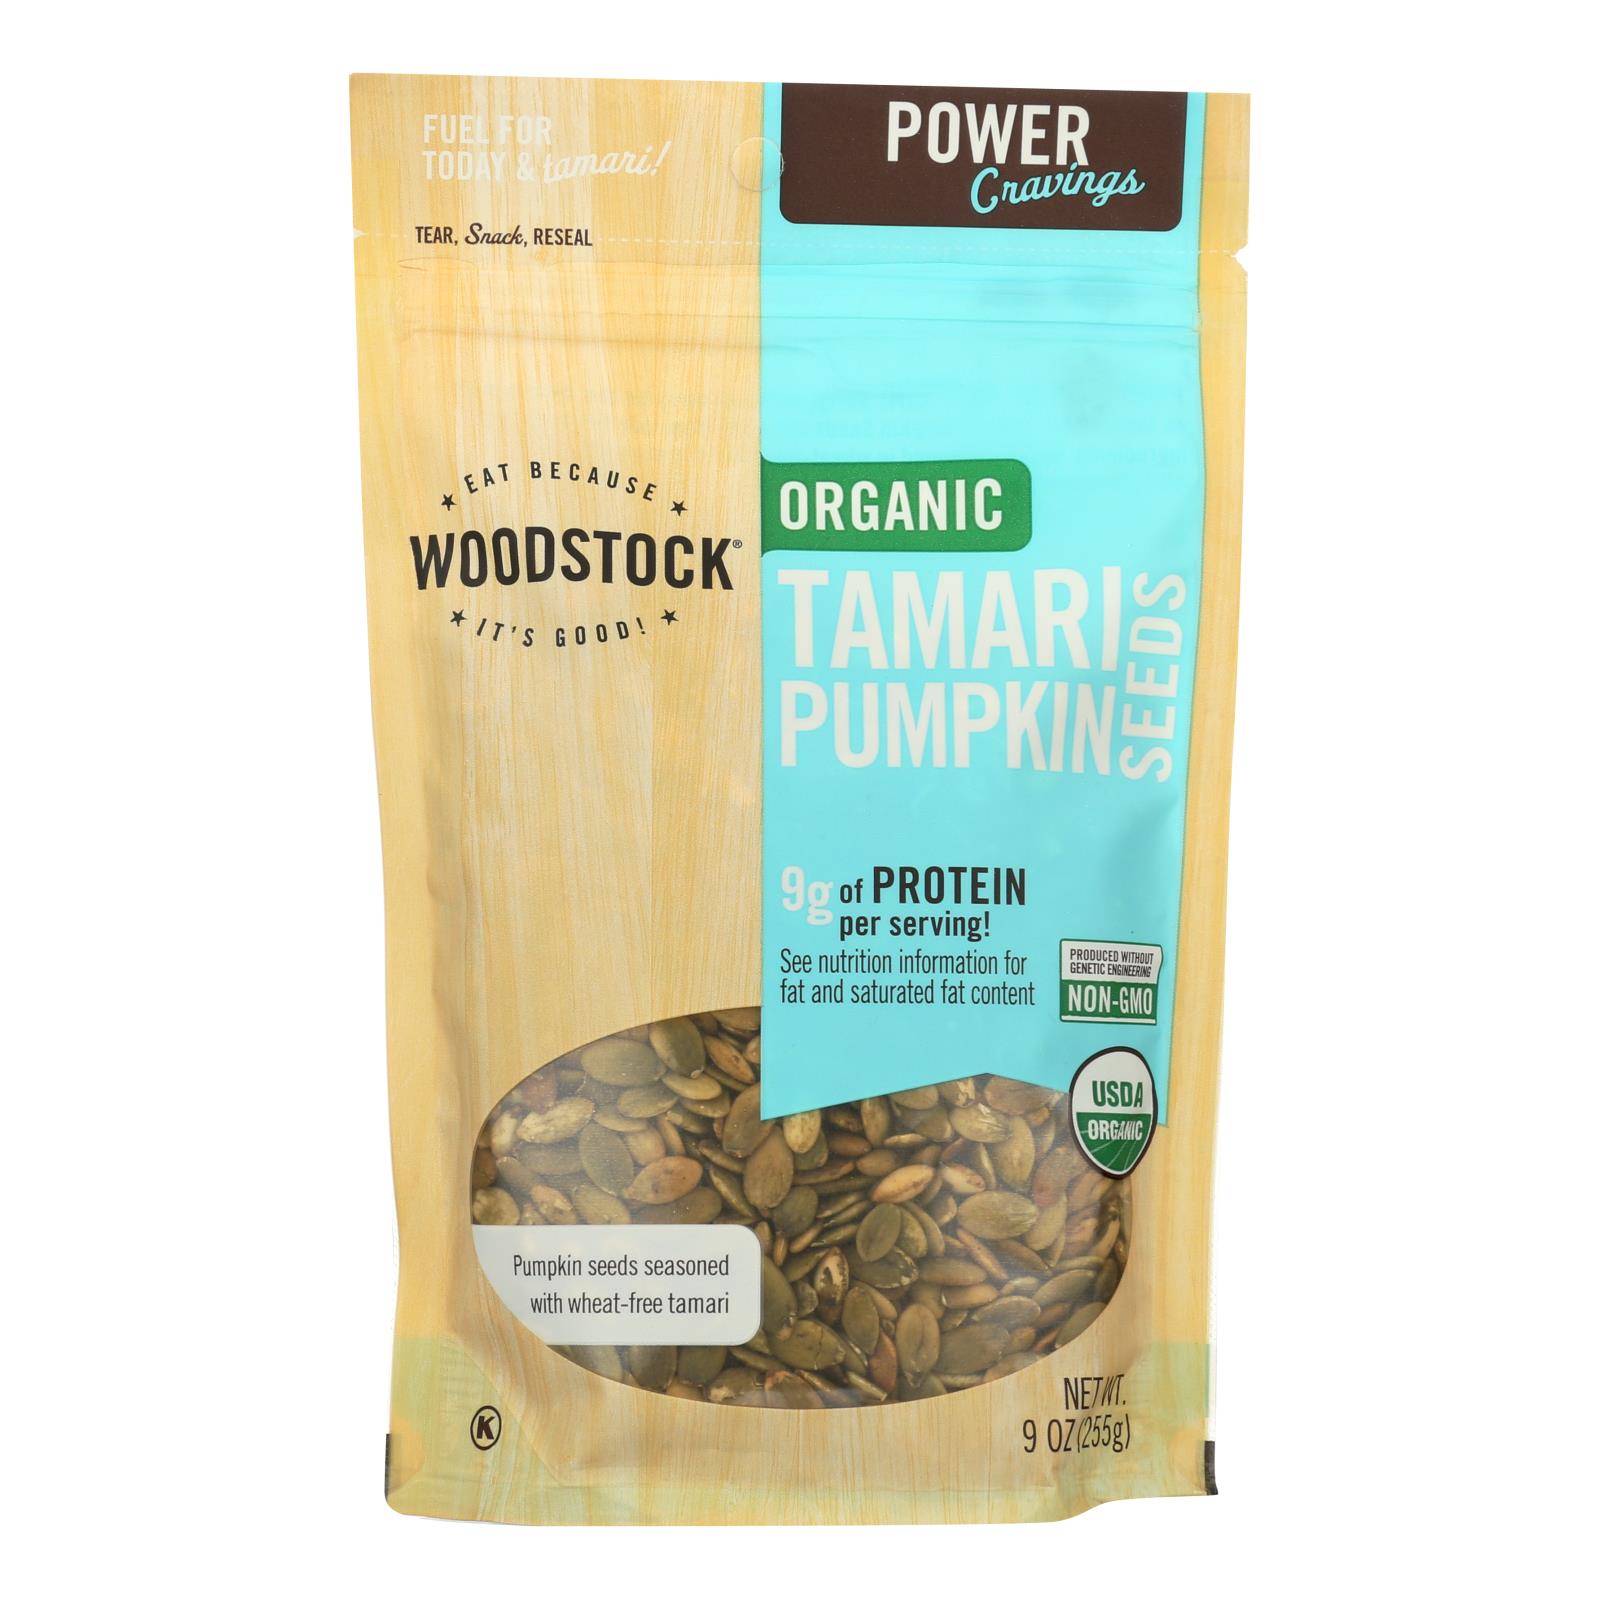 FUEL FOR
TODAY & tamari!
TEAR, Snack, RESEAL
POWER
Cravings
EAT BECAUSE
WOODSTOCK®
IT'S GOOD!
ORGANIC
TAMARI
PUMPKIN
SEEDS
9g of PROTEIN
per serving!
See nutrition information for
fat and saturated fat content
PRODUCED WITHOUT
GENETIC ENGINEERING
NON-GMO
USDA
ORGANIC
Pumpkin seeds seasoned
with wheat-free tamari
K
NET WT.
9 OZ (255g)